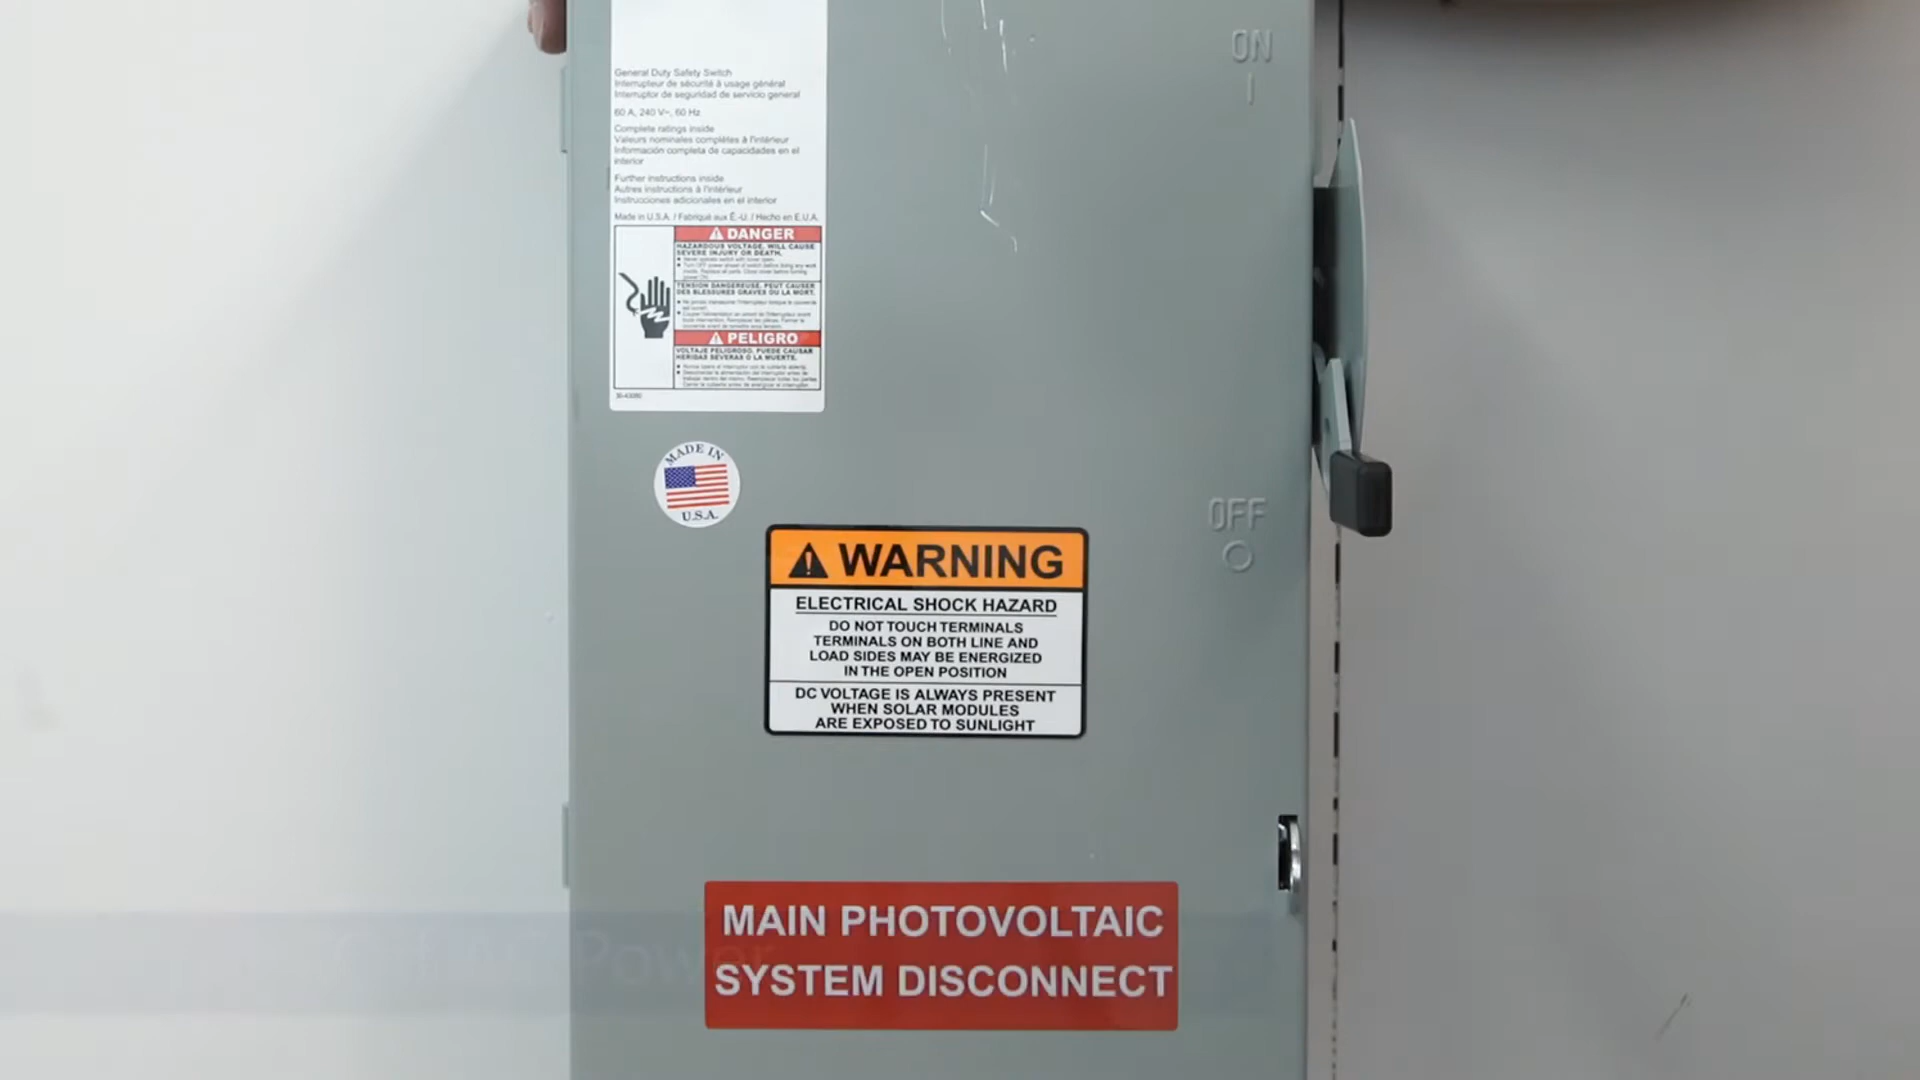 General Duty Safety Switch
Interrupteur de sécurité à usage général
Interruptor de seguridad de servicio general
60 A, 240 V~, 60 Hz
Complete ratings inside
Valeurs nominales complètes à l'intérieur
Información completa de capacidades en el
interior
Further instructions inside
Autres instructions à l'intérieur
Instrucciones adicionales en el interior
Made in U.S.A. / Fabriqué aux É.-U. / Hecho en E.U.A.
DANGER
HAZARDOUS VOLTAGE. WILL CAUSE
SEVERE INJURY OR DEATH.
TENSION DANGEREUSE. PEUT CAUSER
DES BLESSURES GRAVES OU LA MORT.
PELIGRO
VOLTAJE PELIGROSO. PUEDE CAUSAR
HERIDAS SEVERAS O LA MUERTE.
ON
I
MADE IN
U.S.A.
OFF
WARNING
ELECTRICAL SHOCK HAZARD
DO NOT TOUCH TERMINALS
TERMINALS ON BOTH LINE AND
LOAD SIDES MAY BE ENERGIZED
IN THE OPEN POSITION
DC VOLTAGE IS ALWAYS PRESENT
WHEN SOLAR MODULES
ARE EXPOSED TO SUNLIGHT
MAIN PHOTOVOLTAIC
SYSTEM DISCONNECT
Power